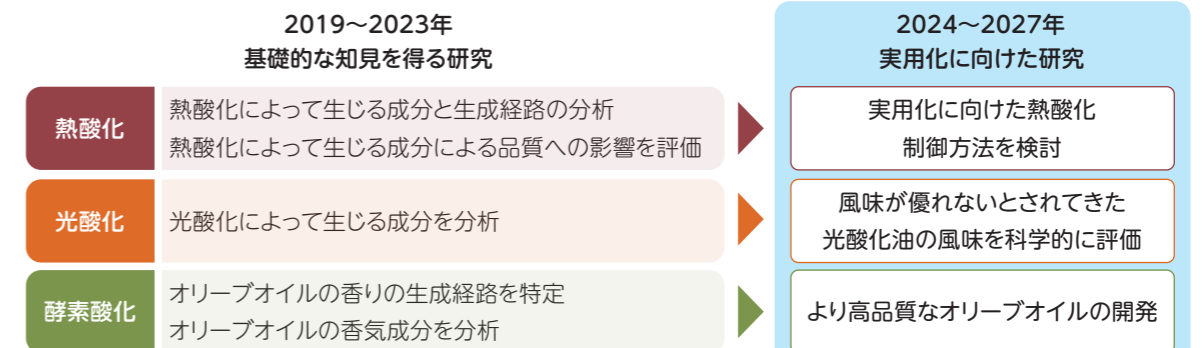 2019～2023年
基礎的な知見を得る研究
2024～2027年
実用化に向けた研究
熱酸化
熱酸化によって生じる成分と生成経路の分析
熱酸化によって生じる成分による品質への影響を評価
実用化に向けた熱酸化
制御方法を検討
光酸化
光酸化によって生じる成分を分析
風味が優れないとされてきた
光酸化油の風味を科学的に評価
酵素酸化
オリーブオイルの香りの生成経路を特定
オリーブオイルの香気成分を分析
より高品質なオリーブオイルの開発